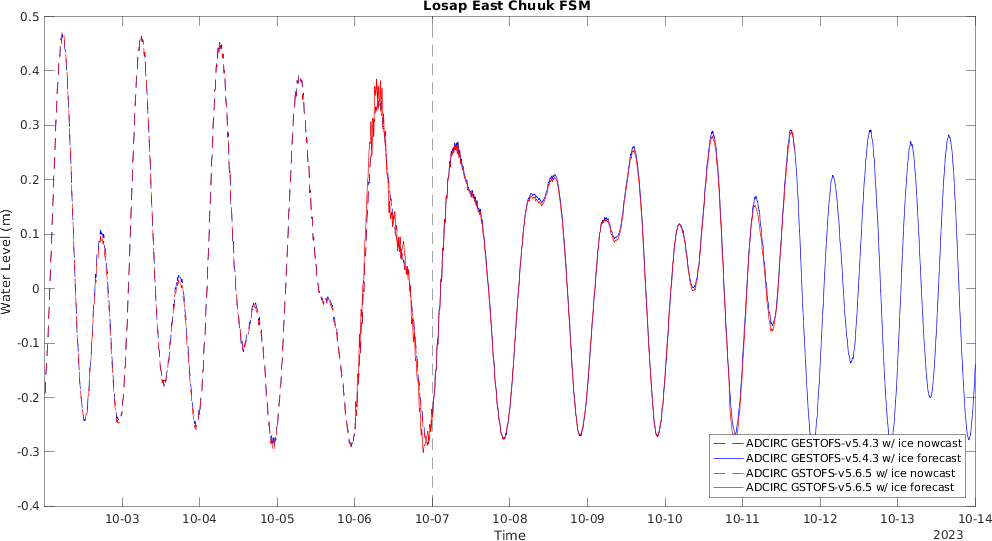 Losap East Chuuk FSM
Water Level (m)
0.5
0.4
0.3
0.2
0.1
0
-0.1
-0.2
-0.3
-0.4
ADCIRC GESTOFS-v5.4.3 w/ ice nowcast
ADCIRC GESTOFS-v5.4.3 w/ ice forecast
ADCIRC GSTOFS-v5.6.5 w/ ice nowcast
ADCIRC GSTOFS-v5.6.5 w/ ice forecast
10-03 10-04 10-05 10-06 10-07 10-08 10-09 10-10 10-11 10-12 10-13 10-14
Time
2023